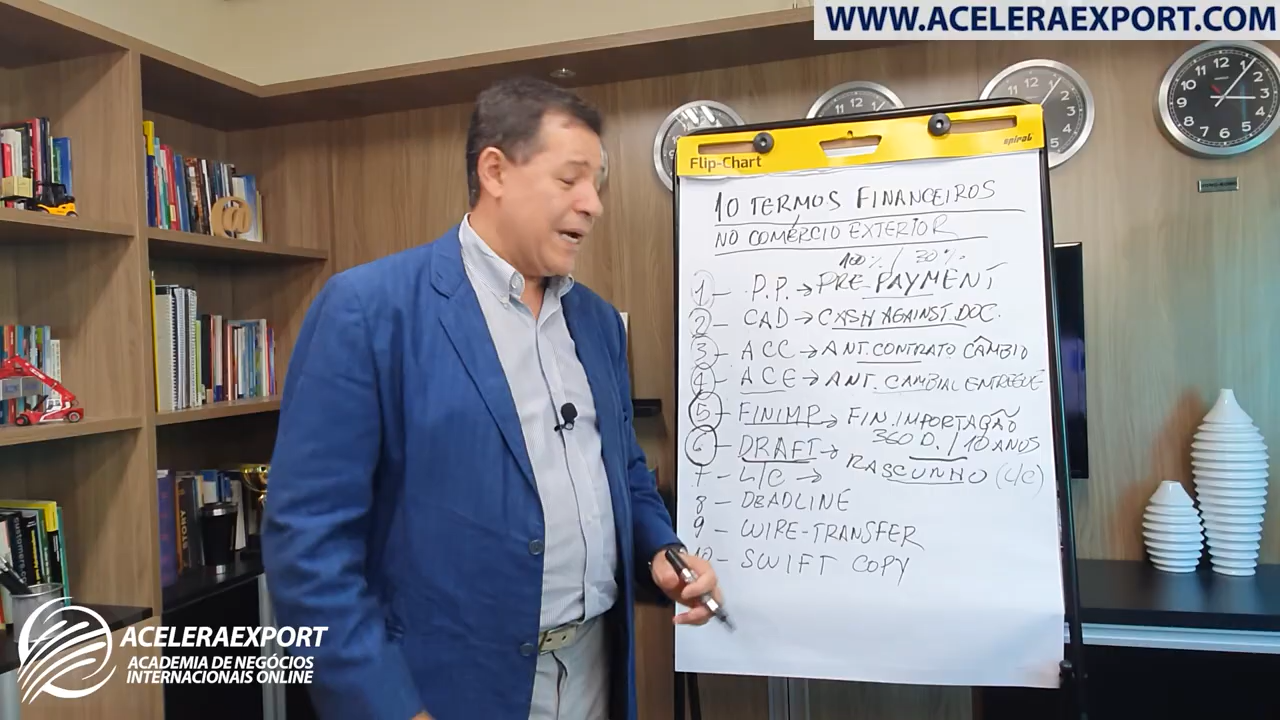 WWW.ACELERAEXPORT.COM
Flip-Chart
spiral
10 TERMOS FINANCEIROS
NO COMÉRCIO EXTERIOR
100% / 30%
1 - P.P. → PRE-PAYMENT
2 - CAD → CASH AGAINST DOC.
3 - ACC → ANT. CONTRATO CÂMBIO
4 - ACE → ANT. CAMBIAL ENTREGUE
5 - FINIMP → FIN. IMPORTAÇÃO
360 D. / 10 ANOS
6 - DRAFT → RASCUNHO (L/C)
7 - L/C →
8 - DEADLINE
9 - WIRE-TRANSFER
10 - SWIFT COPY
ACELERAEXPORT
ACADEMIA DE NEGÓCIOS
INTERNACIONAIS ONLINE